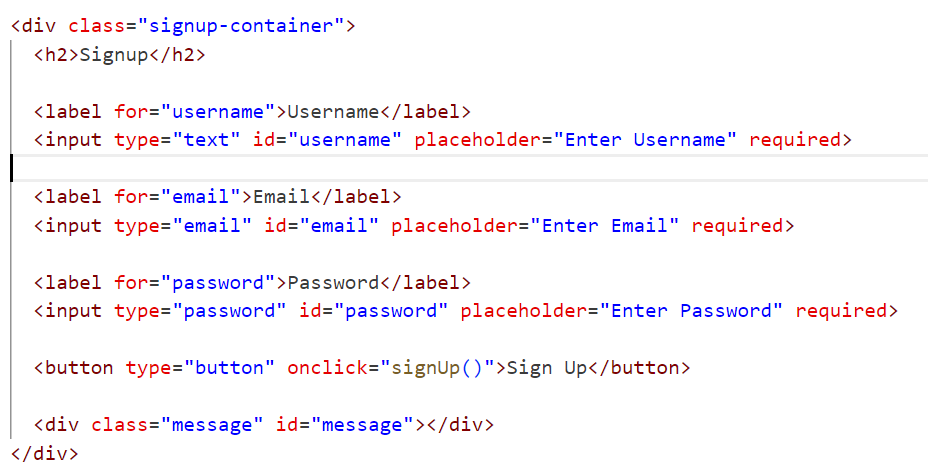 <div class="signup-container">
<h2>Signup</h2>
<label for="username">Username</label>
<input type="text" id="username" placeholder="Enter Username" required>
<label for="email">Email</label>
<input type="email" id="email" placeholder="Enter Email" required>
<label for="password">Password</label>
<input type="password" id="password" placeholder="Enter Password" required>
<button type="button" onclick="signUp()">Sign Up</button>
<div class="message" id="message"></div>
</div>